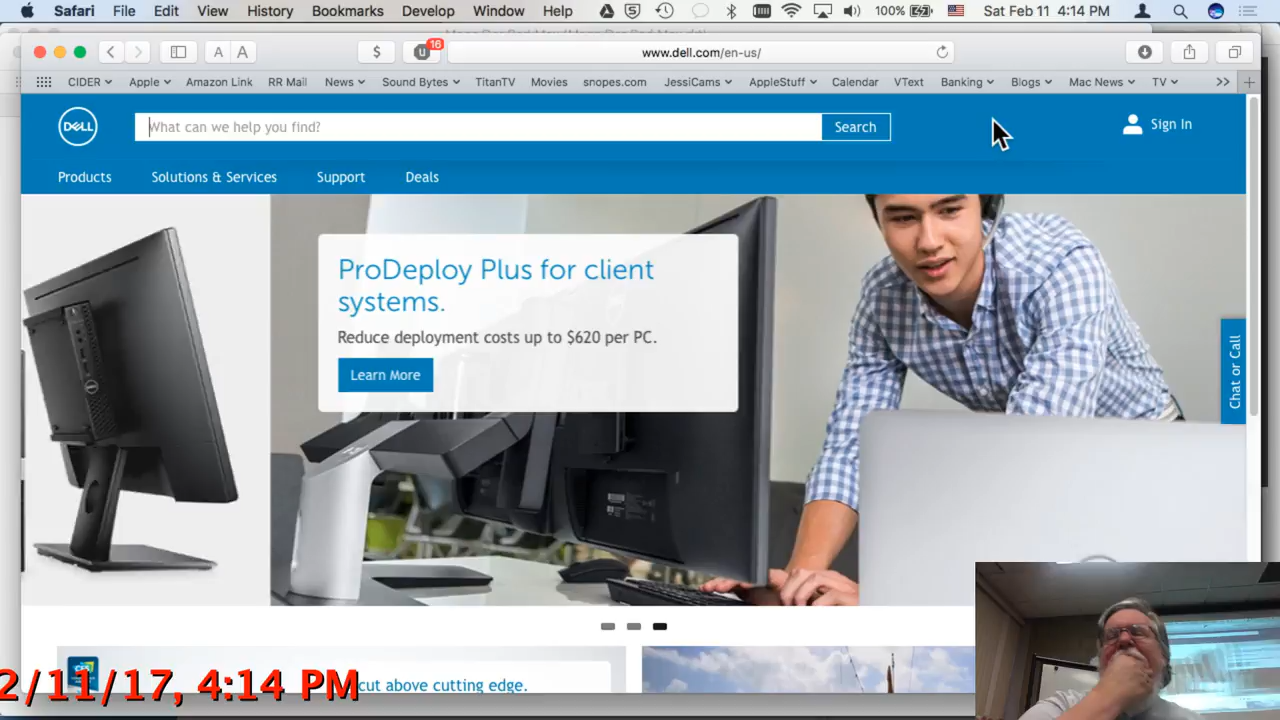 Safari File Edit View History Bookmarks Develop Window Help 5 100% Sat Feb 11 4:14 PM
A A $ u 16 www.dell.com/en-us/
CIDER Apple Amazon Link RR Mail News Sound Bytes TitanTV Movies snopes.com JessiCams AppleStuff Calendar VText Banking Blogs Mac News TV >> +
DELL What can we help you find? Search Sign In
Products Solutions & Services Support Deals
ProDeploy Plus for client
systems.
Reduce deployment costs up to $620 per PC.
Learn More
Chat or Call
cut above cutting edge.
2/11/17, 4:14 PM